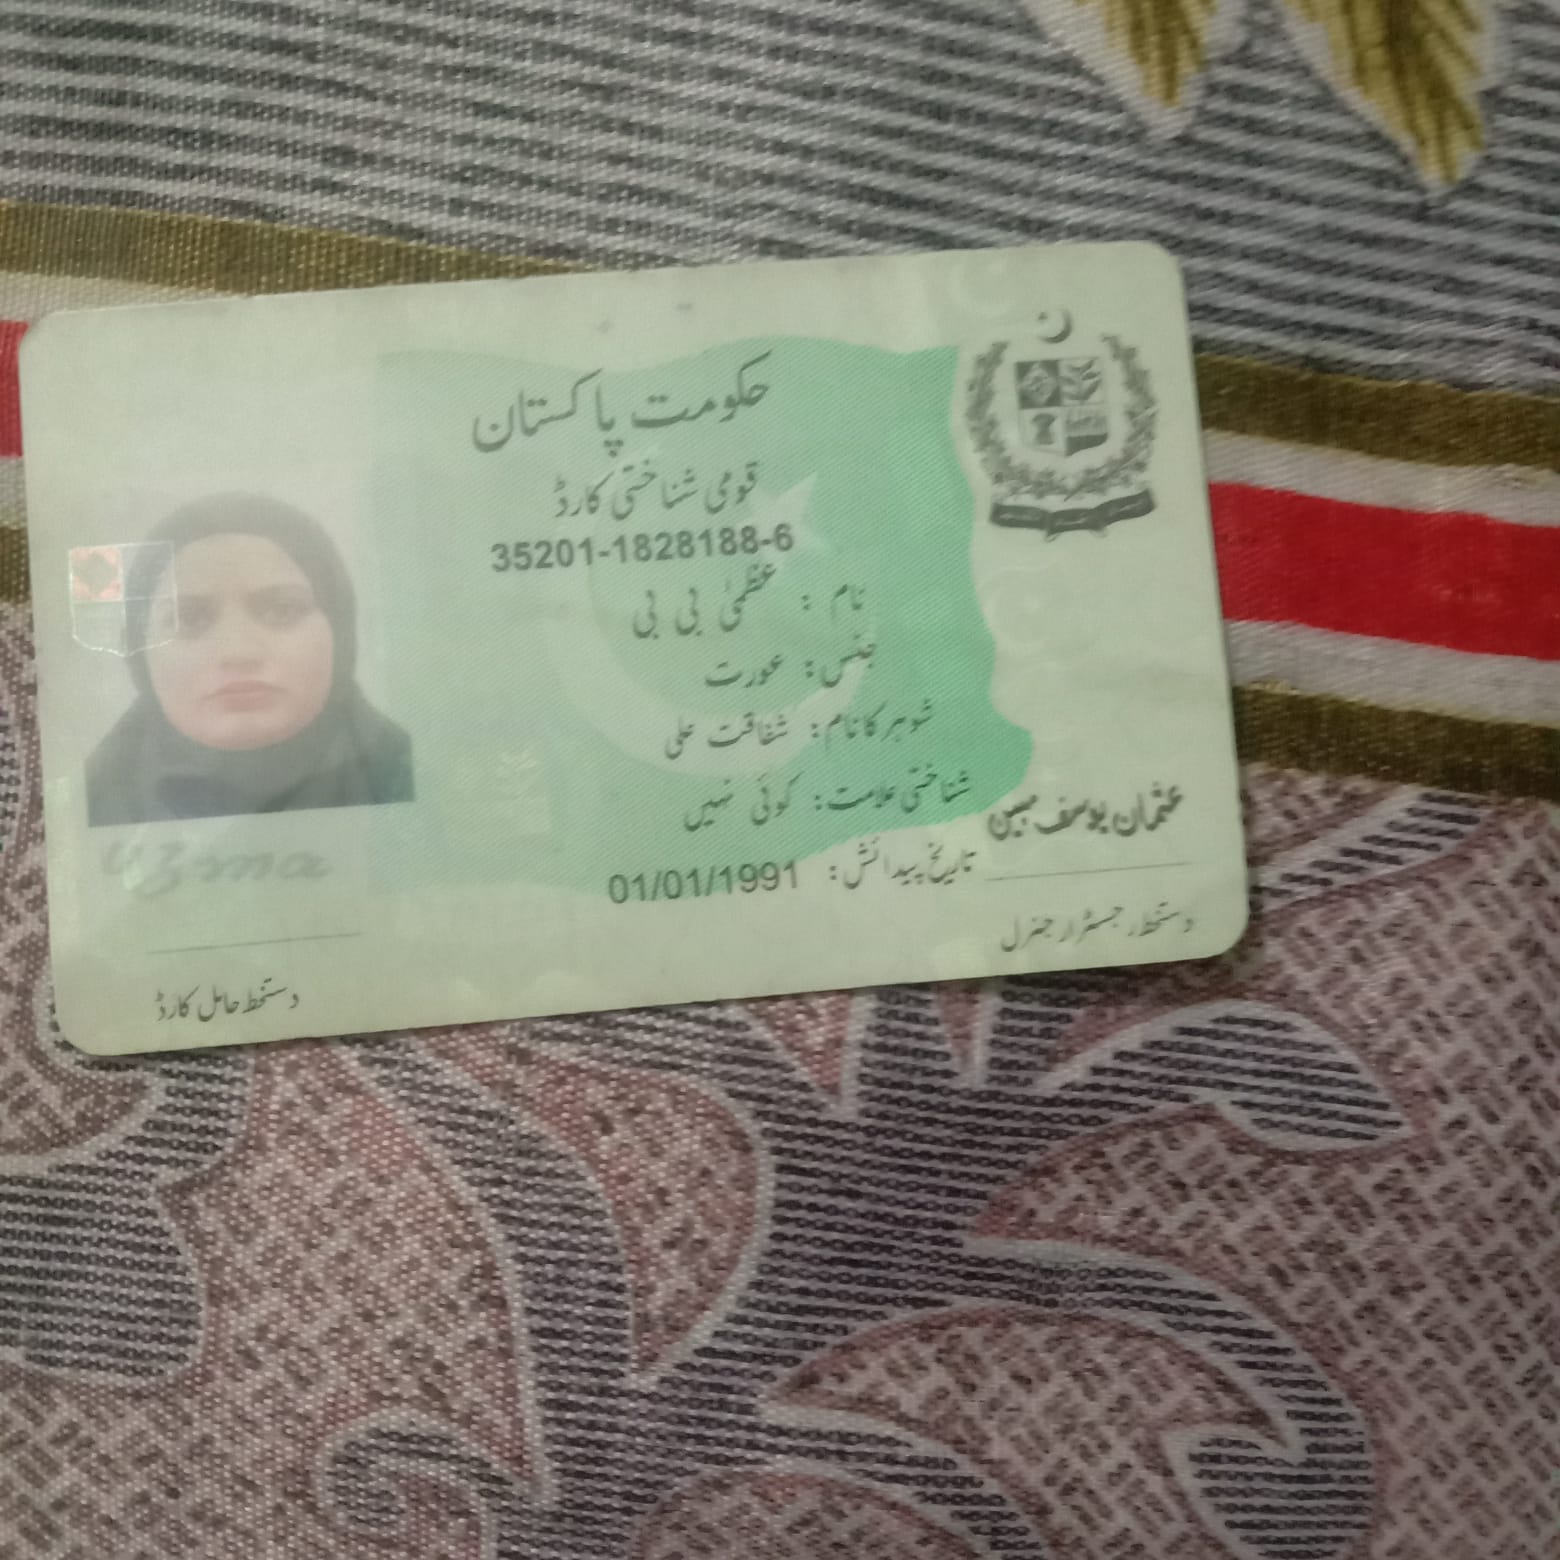 حکومت پاکستان
قومی شناختی کارڈ
35201-1828188-6
نام : عظمیٰ بی بی
جنس: عورت
شوہر کا نام: شفاقت علی
شناختی علامت: کوئی نہیں
تاریخ پیدائش: 01/01/1991
عثمان یوسف مبین
دستخط رجسٹرار جنرل
uzma
دستخط حامل کارڈ